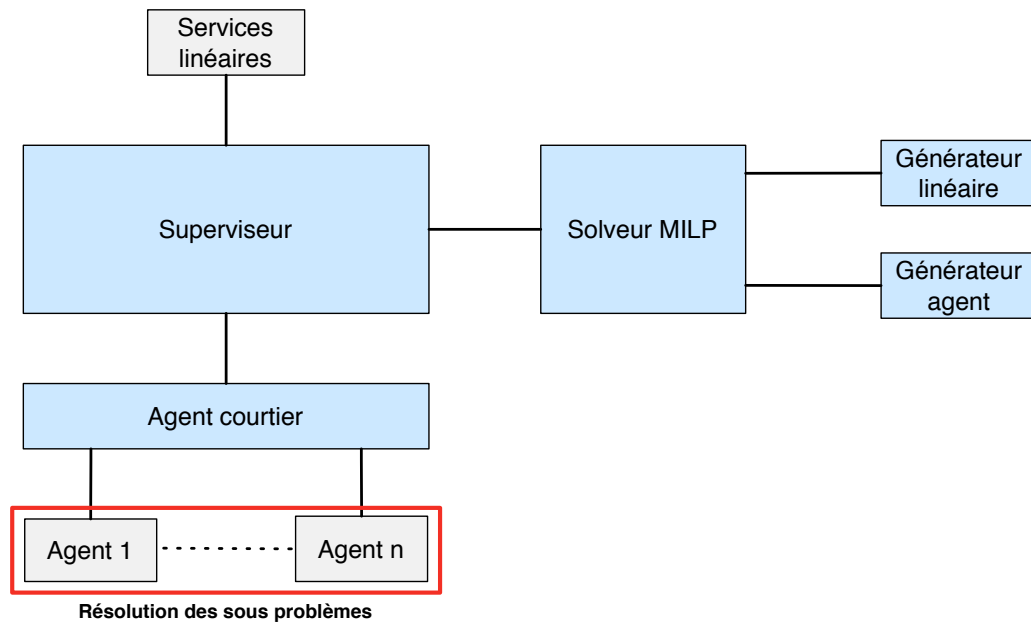 Services
linéaires
Superviseur
Solveur MILP
Générateur
linéaire
Générateur
agent
Agent courtier
Agent 1
Agent n
Résolution des sous problèmes